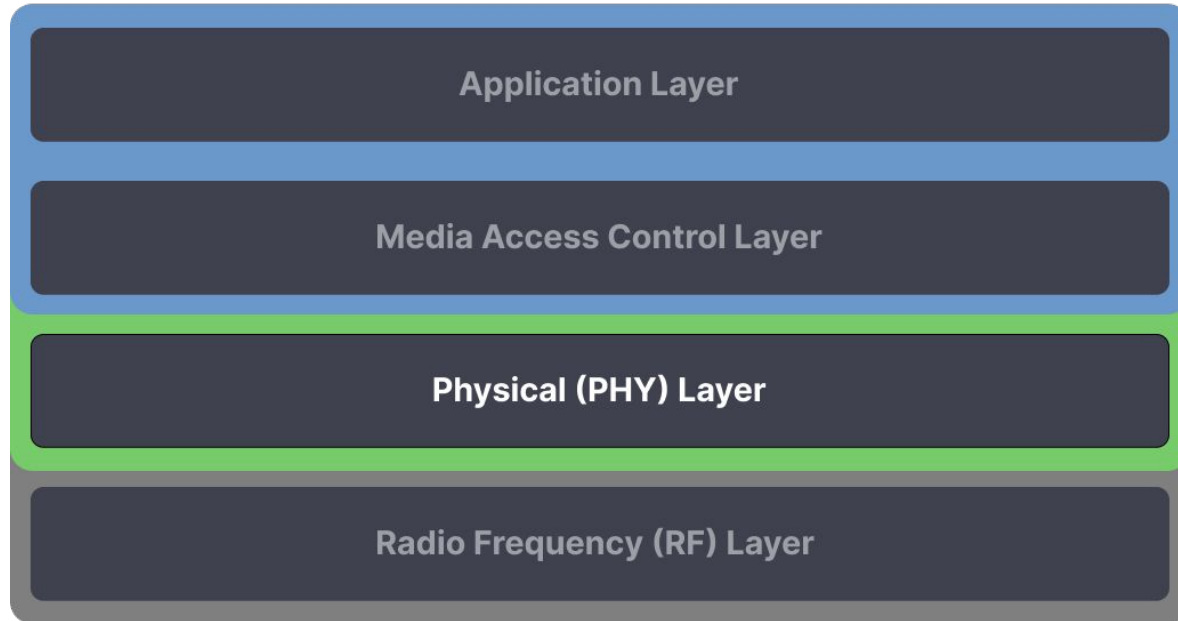 Application Layer
Media Access Control Layer
Physical (PHY) Layer
Radio Frequency (RF) Layer